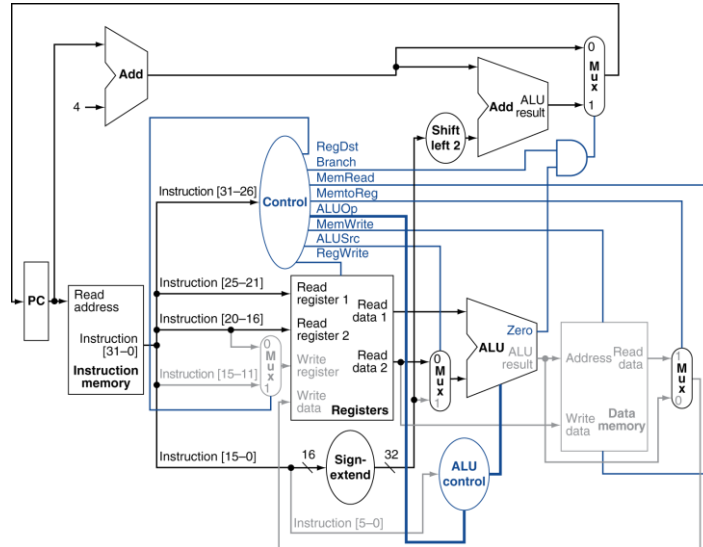 0
Mux
1
Add
4
Add
ALU
result
Shift
left 2
RegDst
Branch
MemRead
MemtoReg
ALUOp
MemWrite
ALUSrc
RegWrite
Control
Instruction [31–26]
PC
Read
address
Instruction
[31–0]
Instruction
memory
Instruction [25–21]
Instruction [20–16]
Instruction [15–11]
0
Mux
1
Read
register 1
Read
register 2
Write
register
Write
data
Read
data 1
Read
data 2
Registers
0
Mux
1
Zero
ALU
ALU
result
Address
Read
data
Write
data
Data
memory
1
Mux
0
Instruction [15–0]
16
Sign-
extend
32
ALU
control
Instruction [5–0]